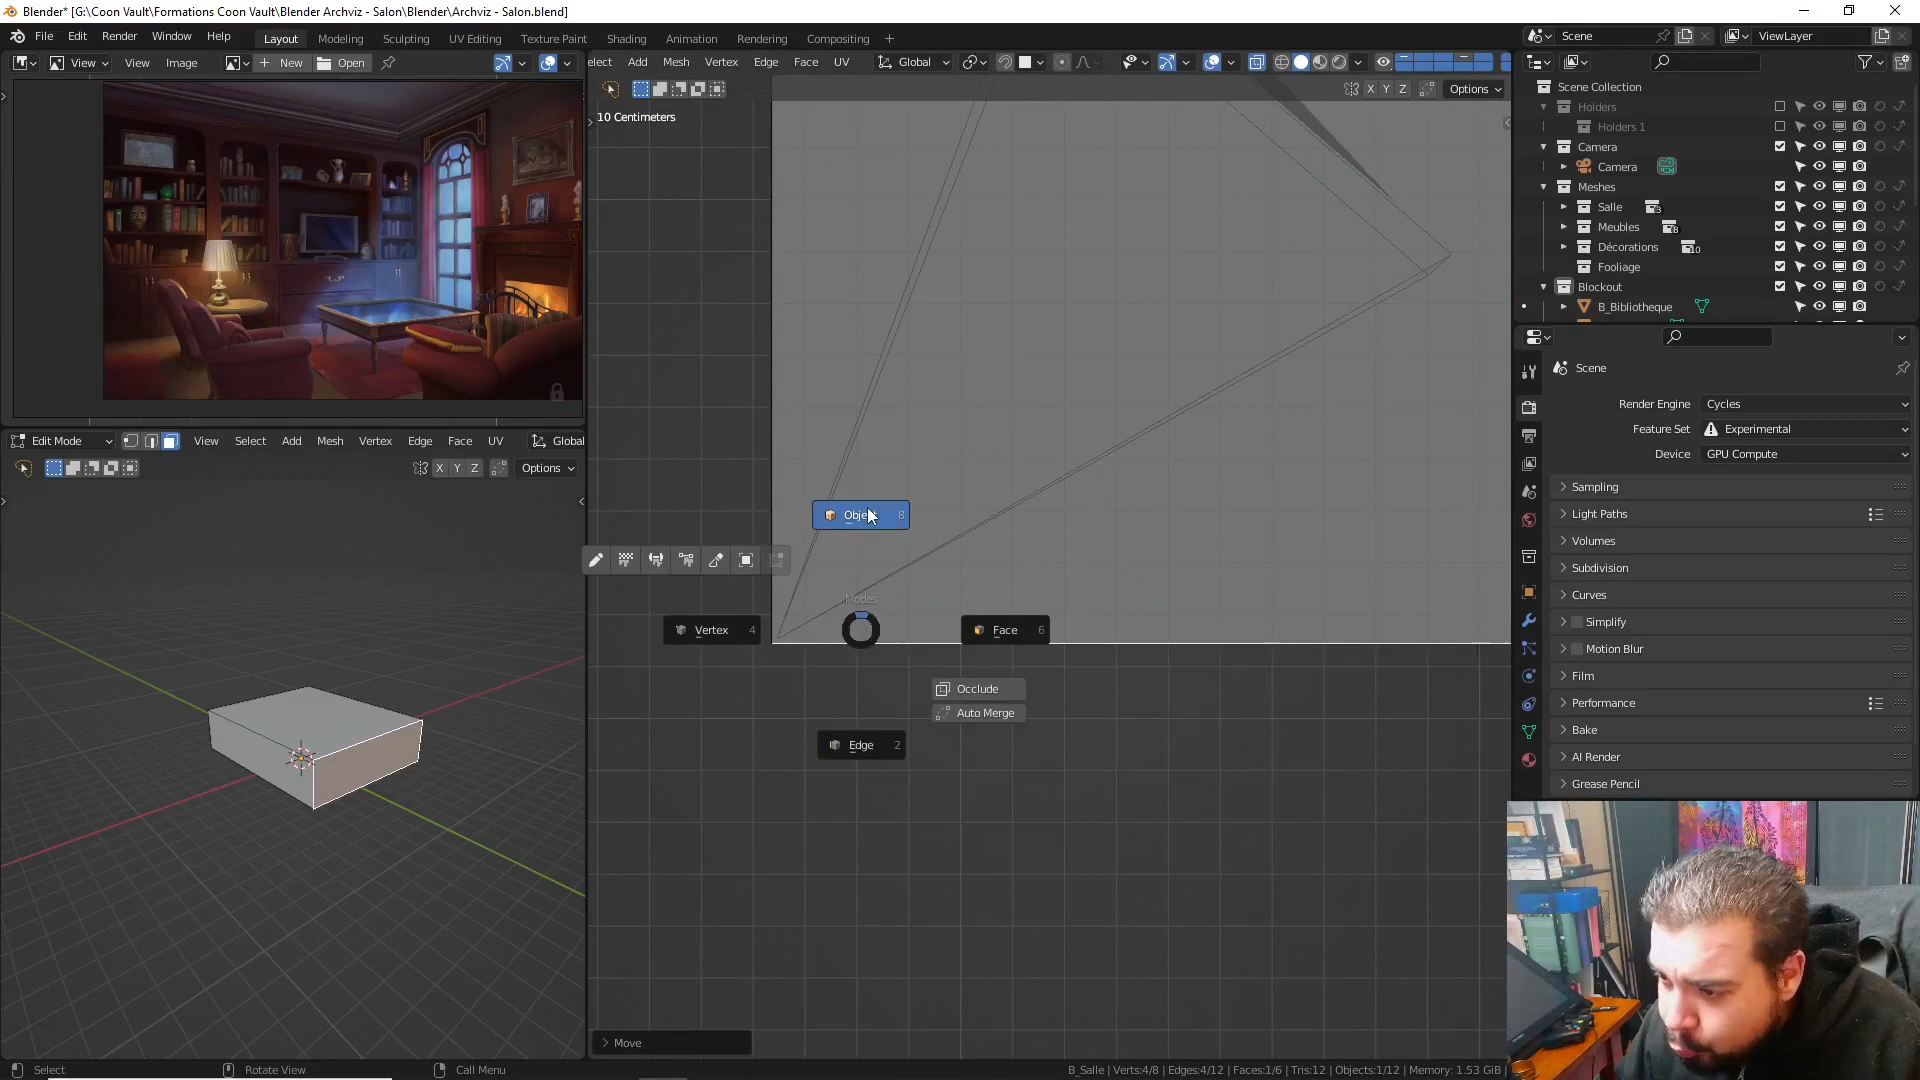 Blender* [G:\Coon Vault\Formations Coon Vault\Blender Archviz - Salon\Blender\Archviz - Salon.blend]
File Edit Render Window Help Layout Modeling Sculpting UV Editing Texture Paint Shading Animation Rendering Compositing Scene ViewLayer
View View Image New Open
elect Add Mesh Vertex Edge Face UV Global
X Y Z Options
10 Centimeters
Scene Collection
Holders
Holders 1
Camera
Camera
Meshes
Salle 3
Meubles 8
Décorations 10
Fooliage
Blockout
B_Bibliotheque
Scene
Render Engine Cycles
Feature Set Experimental
Device GPU Compute
Sampling
Light Paths
Volumes
Subdivision
Curves
Simplify
Motion Blur
Film
Performance
Bake
AI Render
Grease Pencil
Edit Mode View Select Add Mesh Vertex Edge Face UV Global
X Y Z Options
8
Modes
Vertex 4
Face 6
Occlude
Auto Merge
Edge 2
Move
Select Rotate View Call Menu B_Salle | Verts:4/8 | Edges:4/12 | Faces:1/6 | Tris:12 | Objects:1/12 | Memory: 1.53 GiB